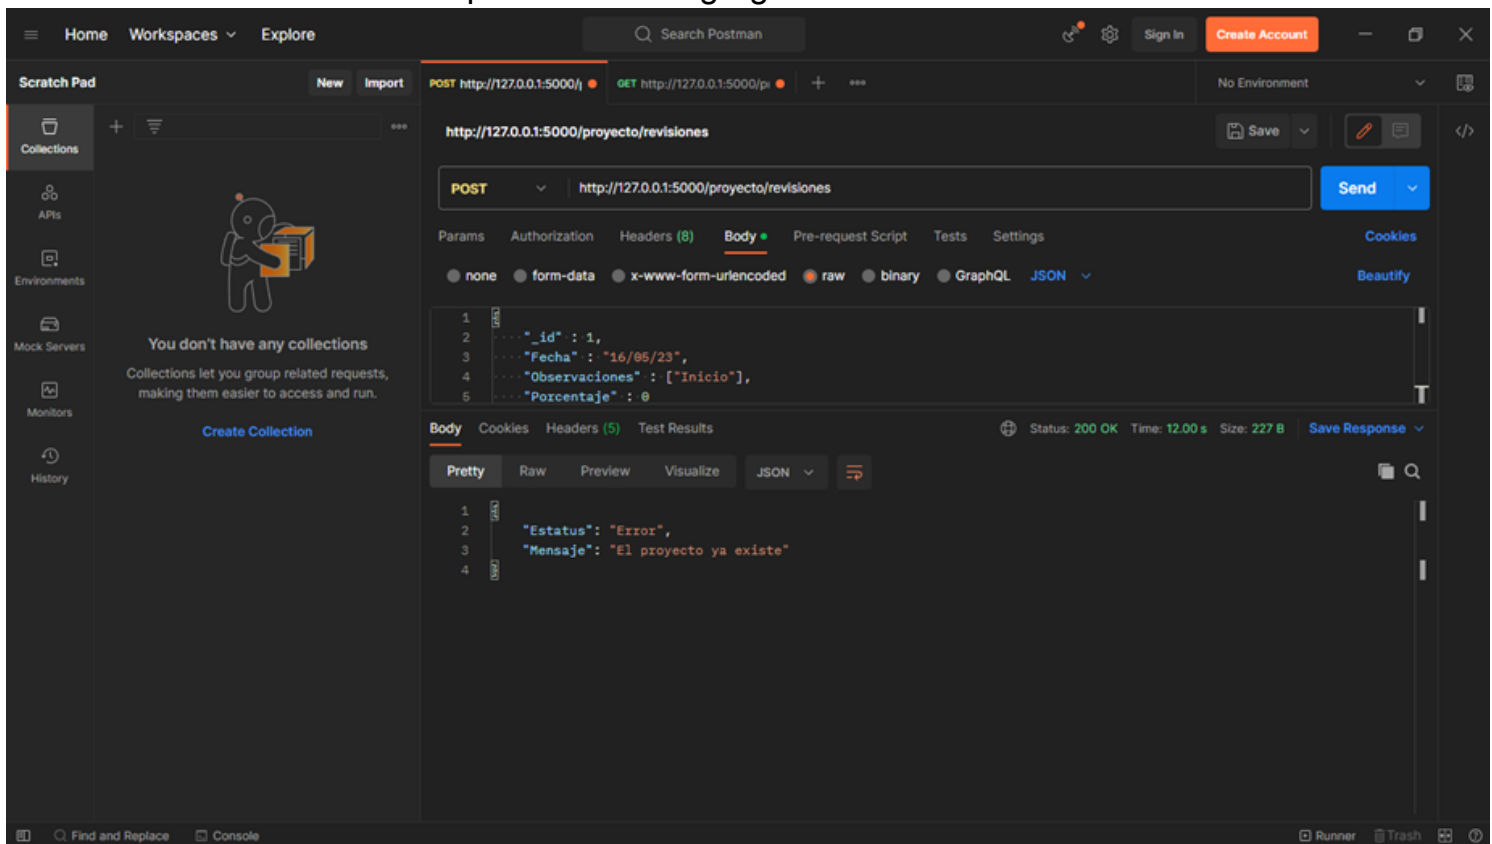 Home Workspaces Explore Search Postman Sign In Create Account
Scratch Pad New Import POST http://127.0.0.1:5000/p GET http://127.0.0.1:5000/p No Environment
Collections
http://127.0.0.1:5000/proyecto/revisiones Save
POST http://127.0.0.1:5000/proyecto/revisiones Send
APIs
Params Authorization Headers (8) Body Pre-request Script Tests Settings Cookies
Environments
none form-data x-www-form-urlencoded raw binary GraphQL JSON Beautify
1 {
2 "_id" : 1,
3 "Fecha" : "16/05/23",
4 "Observaciones" : ["Inicio"],
5 "Porcentaje" : 0
Mock Servers
You don't have any collections
Collections let you group related requests,
making them easier to access and run.
Create Collection
Monitors
History
Body Cookies Headers (5) Test Results Status: 200 OK Time: 12.00 s Size: 227 B Save Response
Pretty Raw Preview Visualize JSON
1 {
2 "Estatus": "Error",
3 "Mensaje": "El proyecto ya existe"
4 }
Find and Replace Console Runner Trash